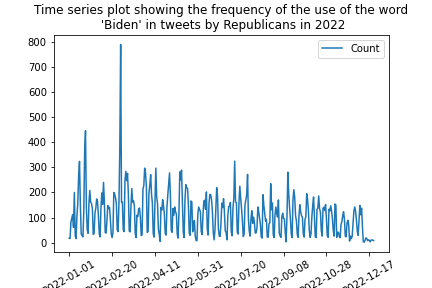 Time series plot showing the frequency of the use of the word
'Biden' in tweets by Republicans in 2022
Count
800
700
600
500
400
300
200
100
0
2022-01-01 2022-02-20 2022-04-11 2022-05-31 2022-07-20 2022-09-08 2022-10-28 2022-12-17